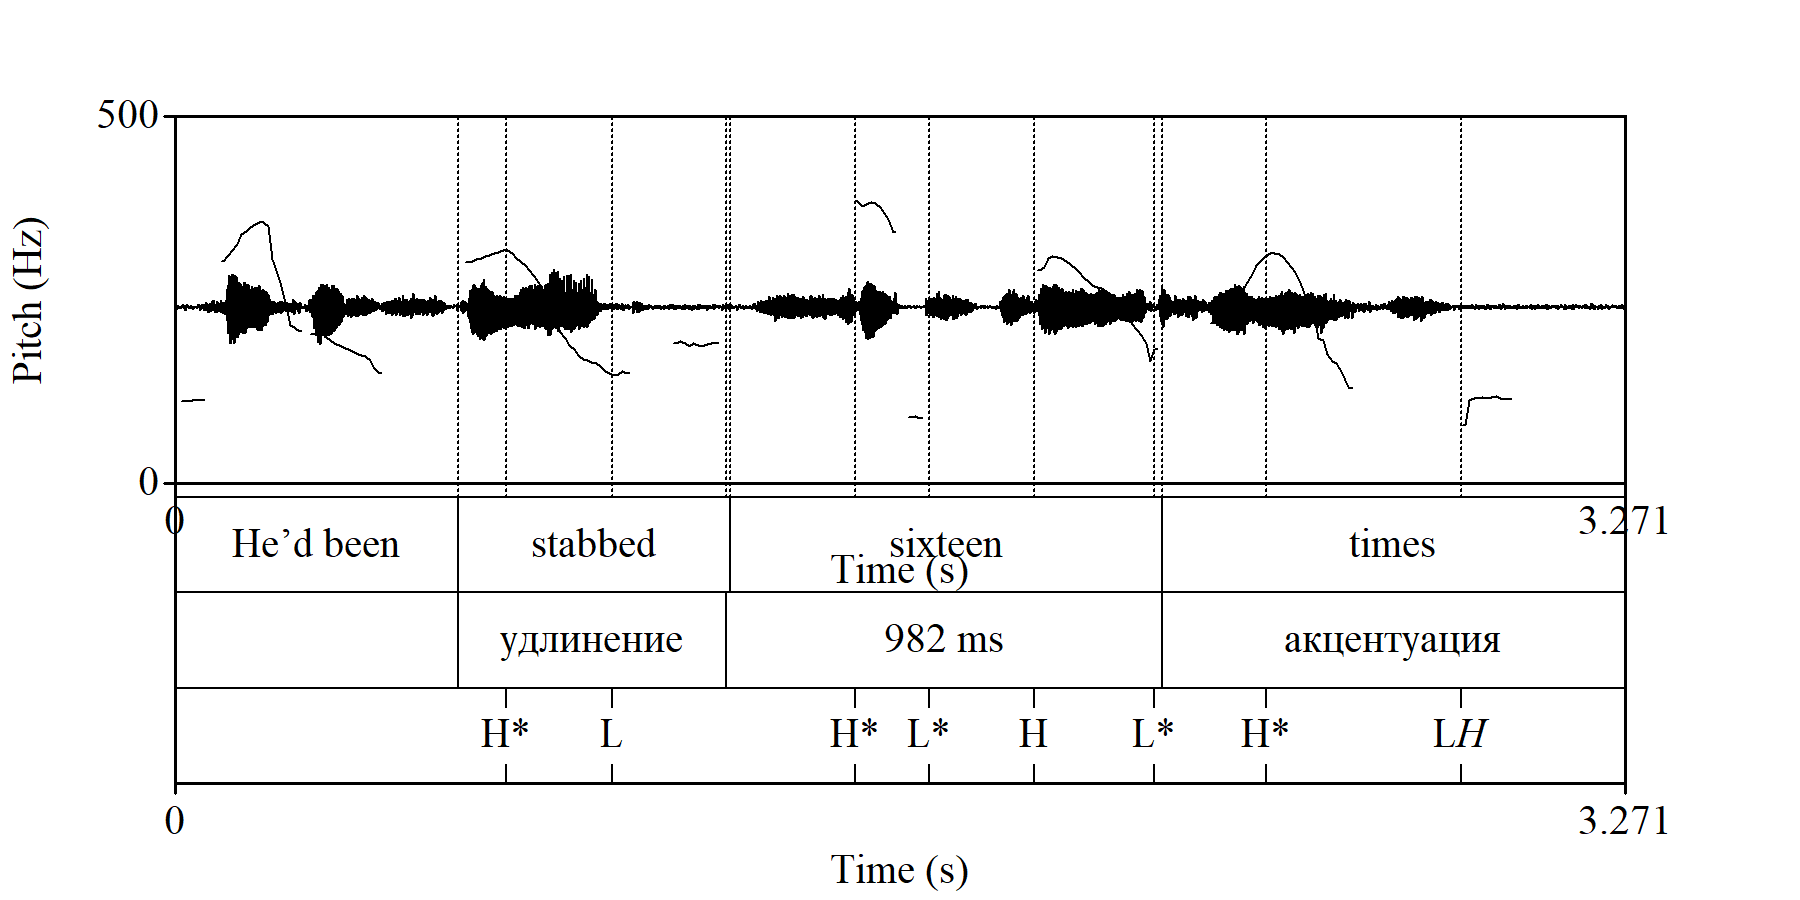 500
Pitch (Hz)
0
0 3.271
He’d been stabbed sixteen times
Time (s)
удлинение 982 ms акцентуация
H* L H* L* H L* H* LH
0 3.271
Time (s)